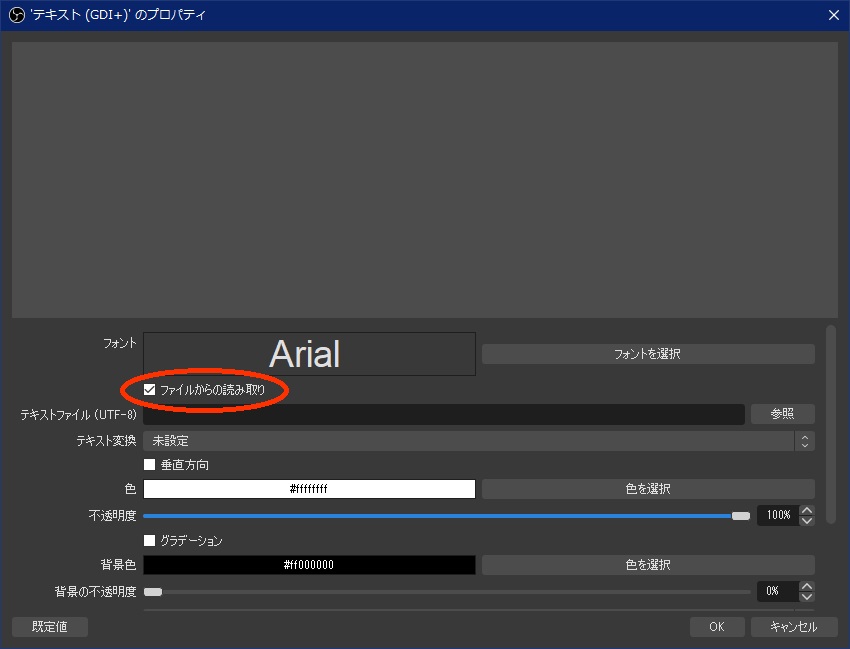 'テキスト (GDI+)' のプロパティ
フォント Arial フォントを選択
ファイルからの読み取り
テキストファイル (UTF-8) 参照
テキスト変換 未設定
垂直方向
色 #ffffffff 色を選択
不透明度 100%
グラデーション
背景色 #ff000000 色を選択
背景の不透明度 0%
既定値 OK キャンセル